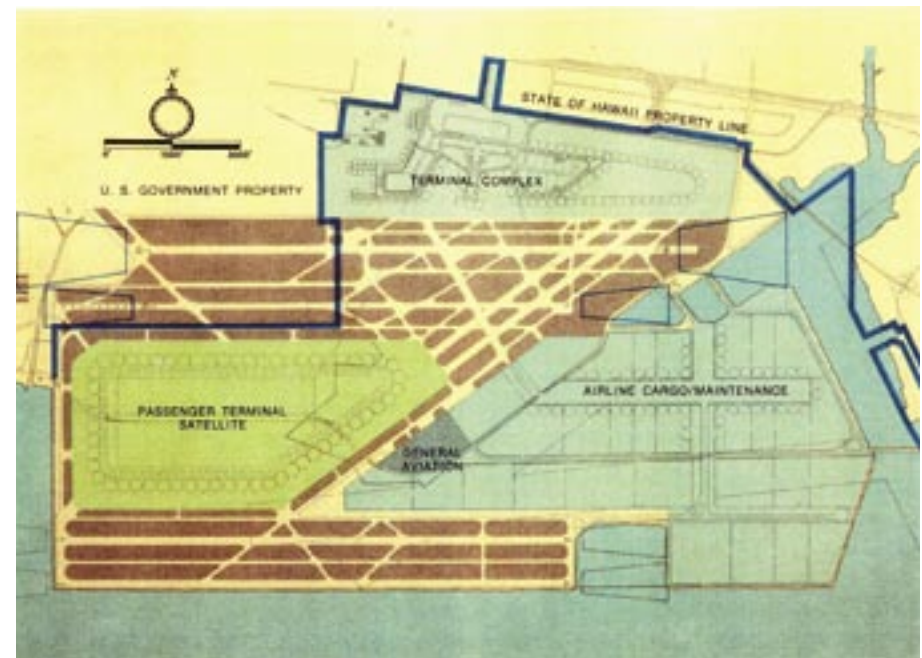 N
STATE OF HAWAII PROPERTY LINE
TERMINAL COMPLEX
U. S. GOVERNMENT PROPERTY
AIRLINE CARGO/MAINTENANCE
PASSENGER TERMINAL
SATELLITE
GENERAL
AVIATION